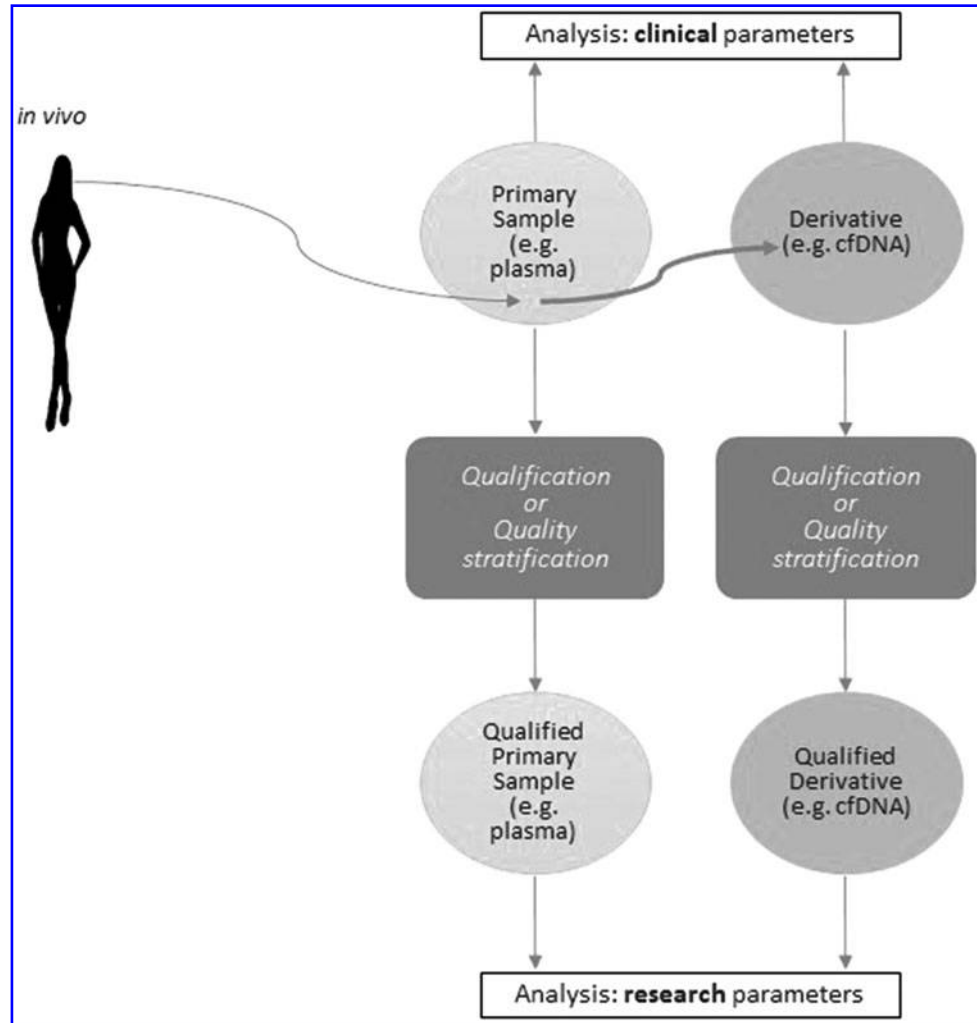 Analysis: clinical parameters
in vivo
Primary
Sample
(e.g.
plasma)
Derivative
(e.g. cfDNA)
Qualification
or
Quality
stratification
Qualification
or
Quality
stratification
Qualified
Primary
Sample
(e.g.
plasma)
Qualified
Derivative
(e.g. cfDNA)
Analysis: research parameters